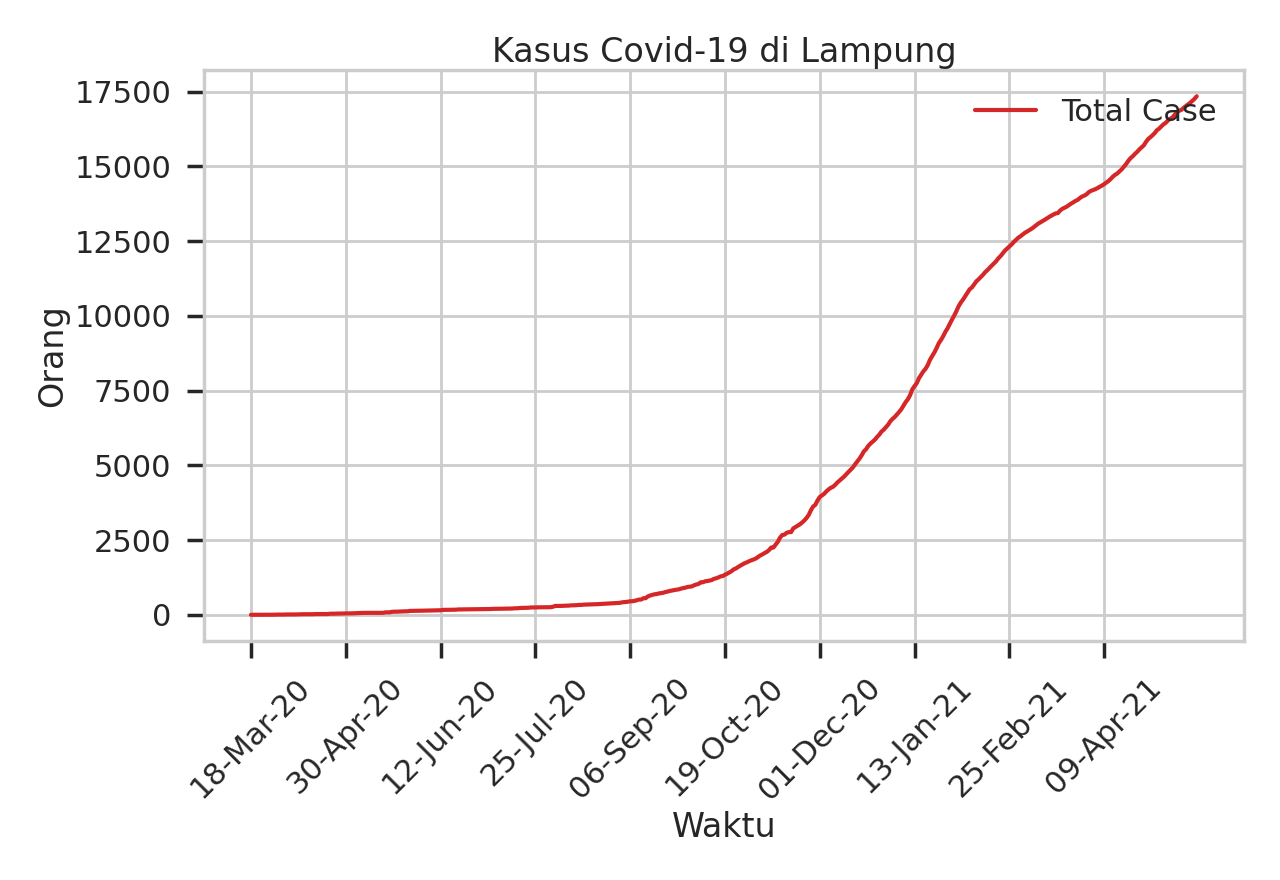 Kasus Covid-19 di Lampung
Total Case
Orang
17500
15000
12500
10000
7500
5000
2500
0
18-Mar-20
30-Apr-20
12-Jun-20
25-Jul-20
06-Sep-20
19-Oct-20
01-Dec-20
13-Jan-21
25-Feb-21
09-Apr-21
Waktu